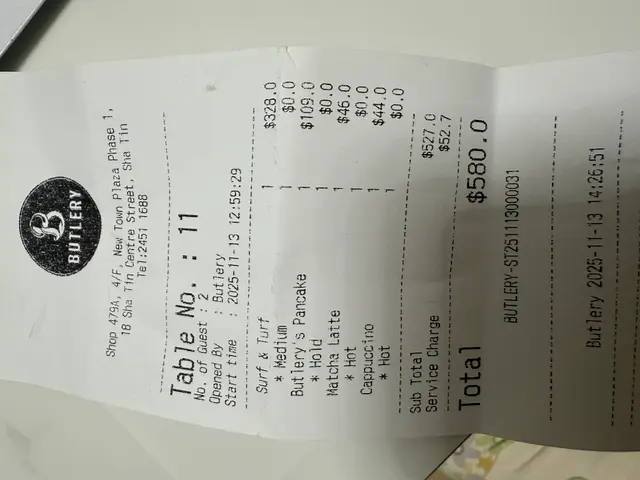 BUTLERY
Shop 479A, 4/F, New Town Plaza Phase 1,
18 Sha Tin Centre Street, Sha Tin
Tel:2451 1688
Table No. : 11
No. of Guest : 2
Opened By : Butlery
Start time : 2025-11-13 12:59:29
Surf & Turf 1 $328.0
* Medium 1 $0.0
Butlery's Pancake 1 $109.0
* Hold 1 $0.0
Matcha Latte 1 $46.0
* Hot 1 $0.0
Cappuccino 1 $44.0
* Hot 1 $0.0
Sub Total $527.0
Service Charge $52.7
Total $580.0
BUTLERY-ST251113000031
Butlery 2025-11-13 14:26:51